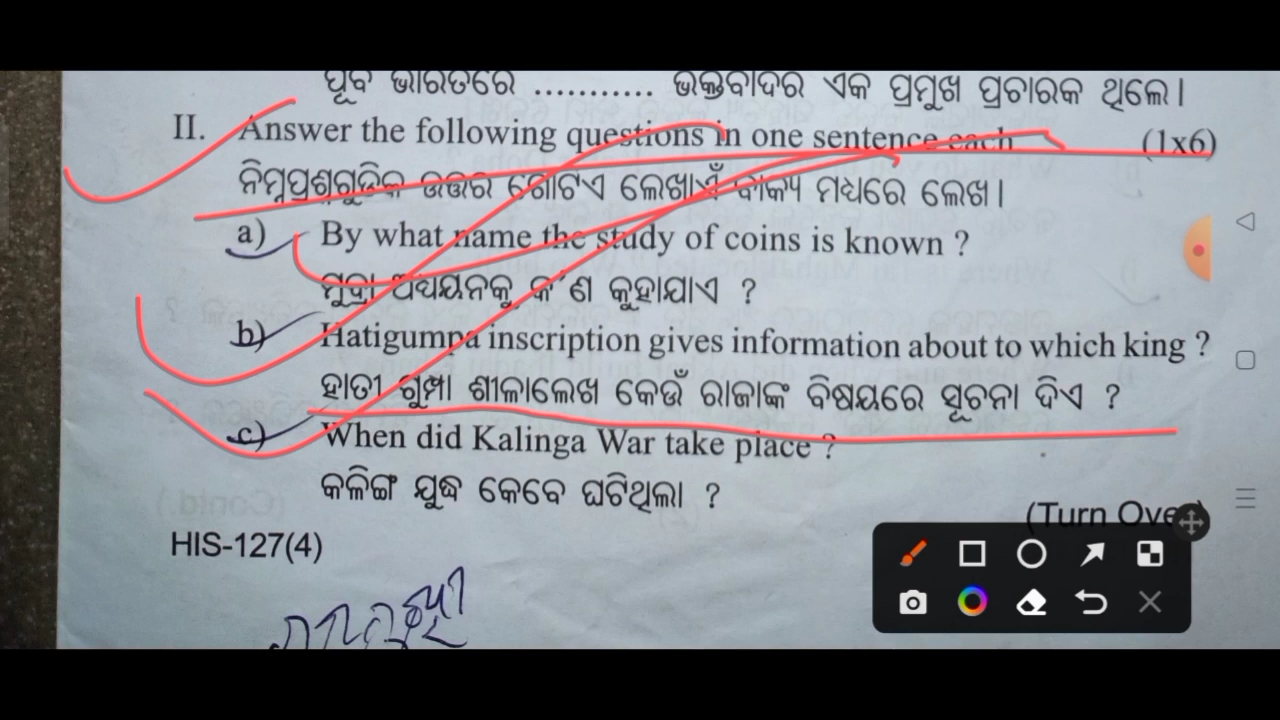 ପୂର୍ବ ଭାରତରେ ........... ଭକ୍ତିବାଦର ଏକ ପ୍ରମୁଖ ପ୍ରଚାରକ ଥିଲେ।
II. Answer the following questions in one sentence each (1x6)
ନିମ୍ନପ୍ରଶ୍ନଗୁଡିକ ଉତ୍ତର ଗୋଟିଏ ଲେଖାଏଁ ବାକ୍ୟ ମଧ୍ୟରେ ଲେଖ।
a) By what name the study of coins is known ?
ମୁଦ୍ରା ଅଧ୍ୟୟନକୁ କ'ଣ କୁହାଯାଏ ?
b) Hatigumpa inscription gives information about to which king ?
ହାତୀ ଗୁମ୍ଫା ଶୀଳାଲେଖ କେଉଁ ରାଜାଙ୍କ ବିଷୟରେ ସୂଚନା ଦିଏ ?
c) When did Kalinga War take place ?
କଳିଙ୍ଗ ଯୁଦ୍ଧ କେବେ ଘଟିଥିଲା ?
(Turn Over)
HIS-127(4)